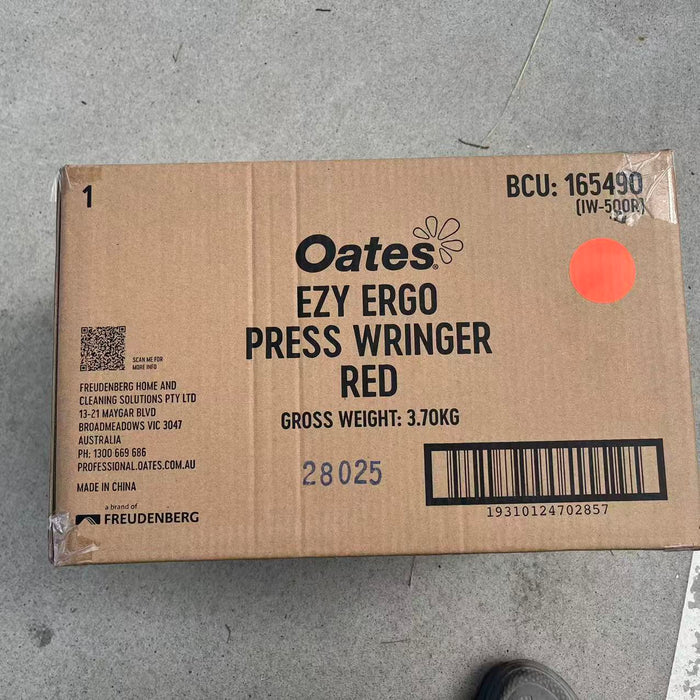 1
BCU: 165490
(IW-500R)
Oates
EZY ERGO
PRESS WRINGER
RED
GROSS WEIGHT: 3.70KG
SCAN ME FOR
MORE INFO
FREUDENBERG HOME AND
CLEANING SOLUTIONS PTY LTD
13-21 MAYGAR BLVD
BROADMEADOWS VIC 3047
AUSTRALIA
PH: 1300 669 686
PROFESSIONAL.OATES.COM.AU
MADE IN CHINA
a brand of
FREUDENBERG
28025
19310124702857